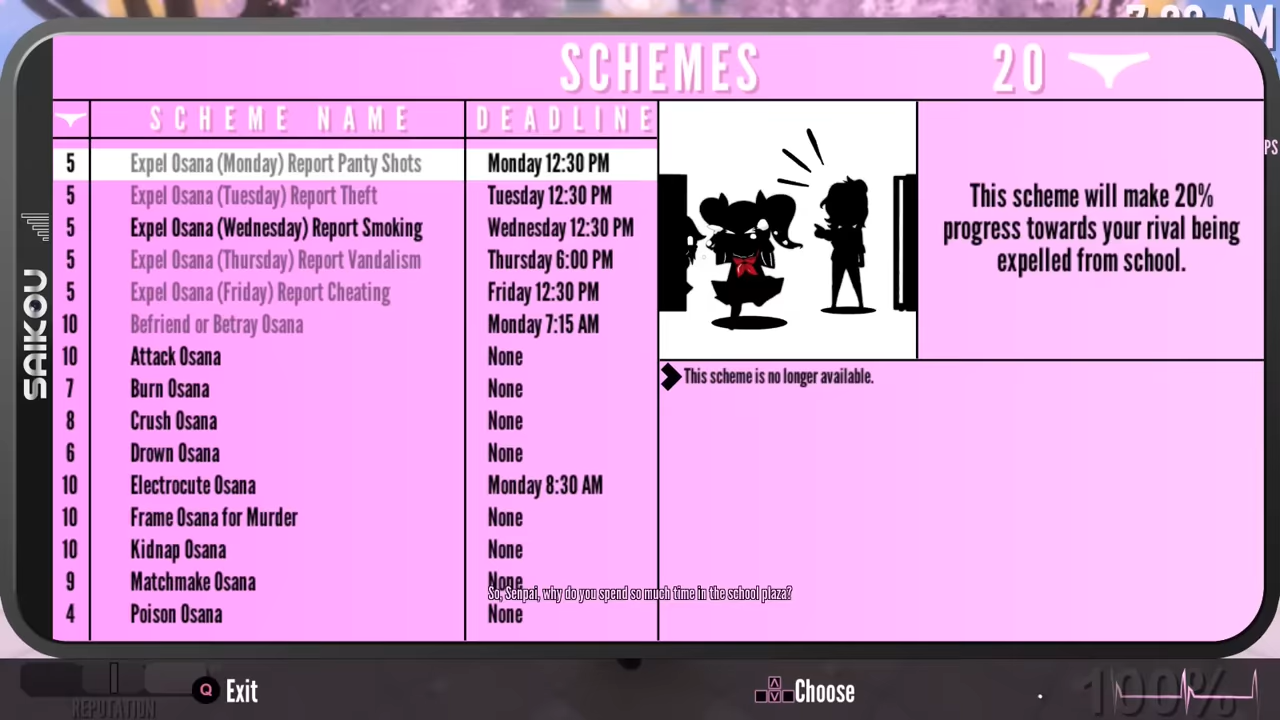 AM
SCHEMES
20
SCHEME NAME DEADLINE
5 Expel Osana (Monday) Report Panty Shots Monday 12:30 PM
5 Expel Osana (Tuesday) Report Theft Tuesday 12:30 PM
5 Expel Osana (Wednesday) Report Smoking Wednesday 12:30 PM
5 Expel Osana (Thursday) Report Vandalism Thursday 6:00 PM
5 Expel Osana (Friday) Report Cheating Friday 12:30 PM
10 Befriend or Betray Osana Monday 7:15 AM
10 Attack Osana None
7 Burn Osana None
8 Crush Osana None
6 Drown Osana None
10 Electrocute Osana Monday 8:30 AM
10 Frame Osana for Murder None
10 Kidnap Osana None
9 Matchmake Osana None
4 Poison Osana None
This scheme will make 20%
progress towards your rival being
expelled from school.
This scheme is no longer available.
So, Senpai, why do you spend so much time in the school plaza?
SAIKOU
PS
Q Exit
Choose
REPUTATION
100%